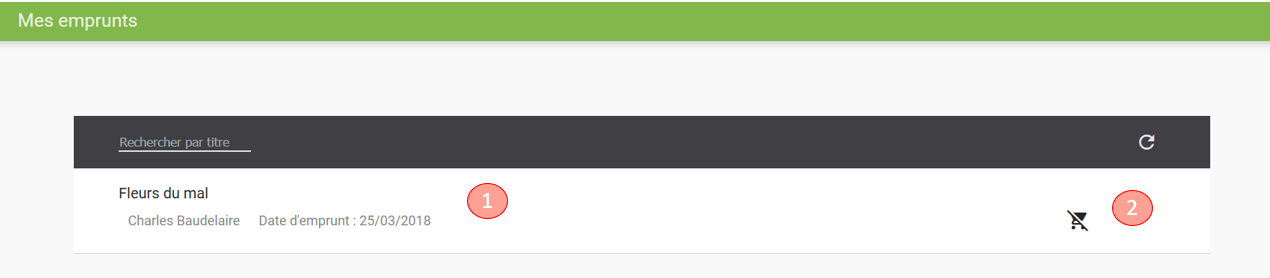 Mes emprunts
Rechercher par titre
Fleurs du mal
1
Charles Baudelaire Date d'emprunt : 25/03/2018
2